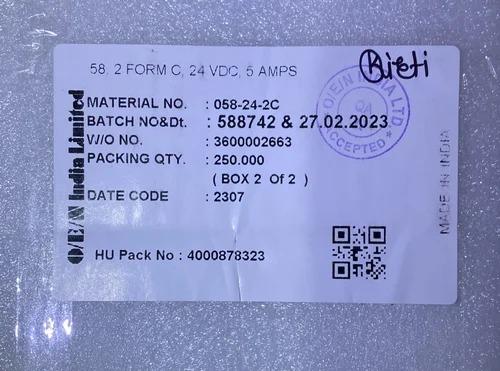 58, 2 FORM C, 24 VDC, 5 AMPS
O/E/N India Limited
MATERIAL NO. : 058-24-2C
BATCH NO&Dt. : 588742 & 27.02.2023
W/O NO. : 3600002663
PACKING QTY. : 250.000
( BOX 2 Of 2 )
DATE CODE : 2307
HU Pack No : 4000878323
MADE IN INDIA
O/E/N INDIA LTD
QA
ACCEPTED